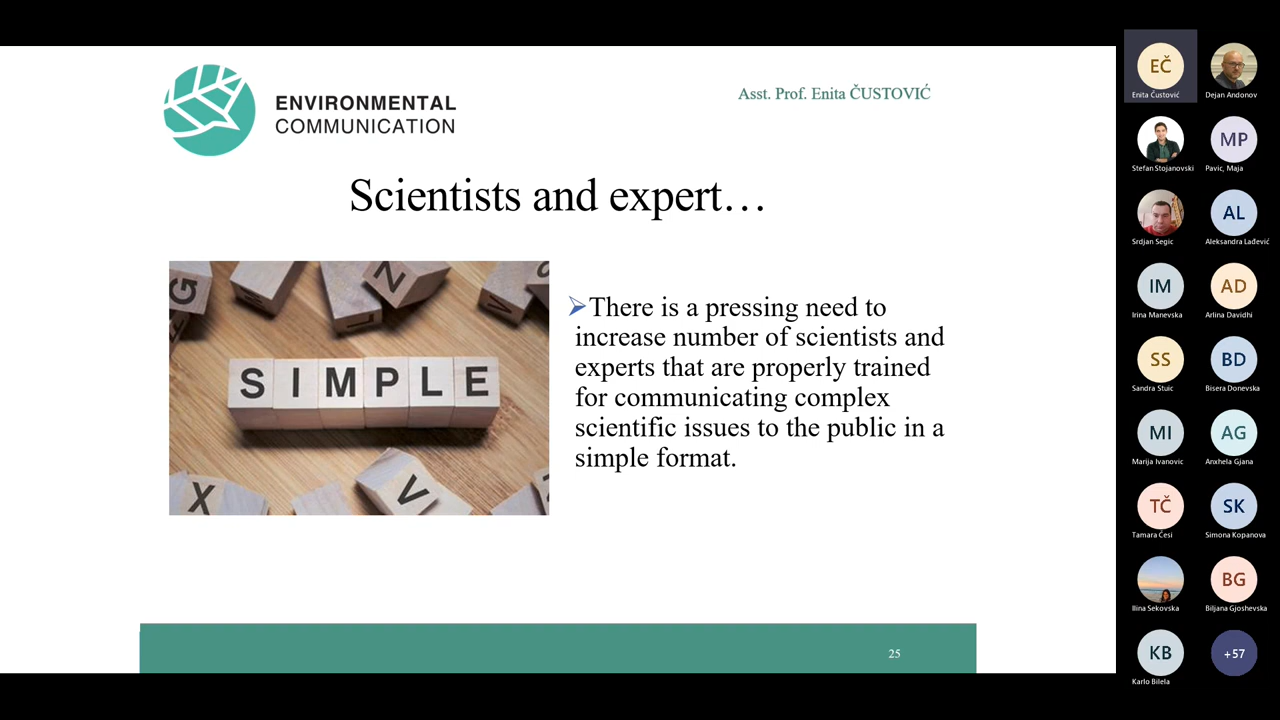 ENVIRONMENTAL
COMMUNICATION
Asst. Prof. Enita ČUSTOVIĆ
Scientists and expert…
G
Z
L
V
S
SIMPLE
X
V
There is a pressing need to
increase number of scientists and
experts that are properly trained
for communicating complex
scientific issues to the public in a
simple format.
25
EČ
Enita Čustović
Dejan Andonov
Stefan Stojanovski
MP
Pavic, Maja
Srdjan Segic
AL
Aleksandra Lađević
IM
Irina Manevska
AD
Arlina Davidhi
SS
Sandra Stuic
BD
Bisera Donevska
MI
Marija Ivanovic
AG
Anxhela Gjana
TČ
Tamara Ćesi
SK
Simona Kopanova
Ilina Sekovska
BG
Biljana Gjoshevska
KB
Karlo Bilela
+57